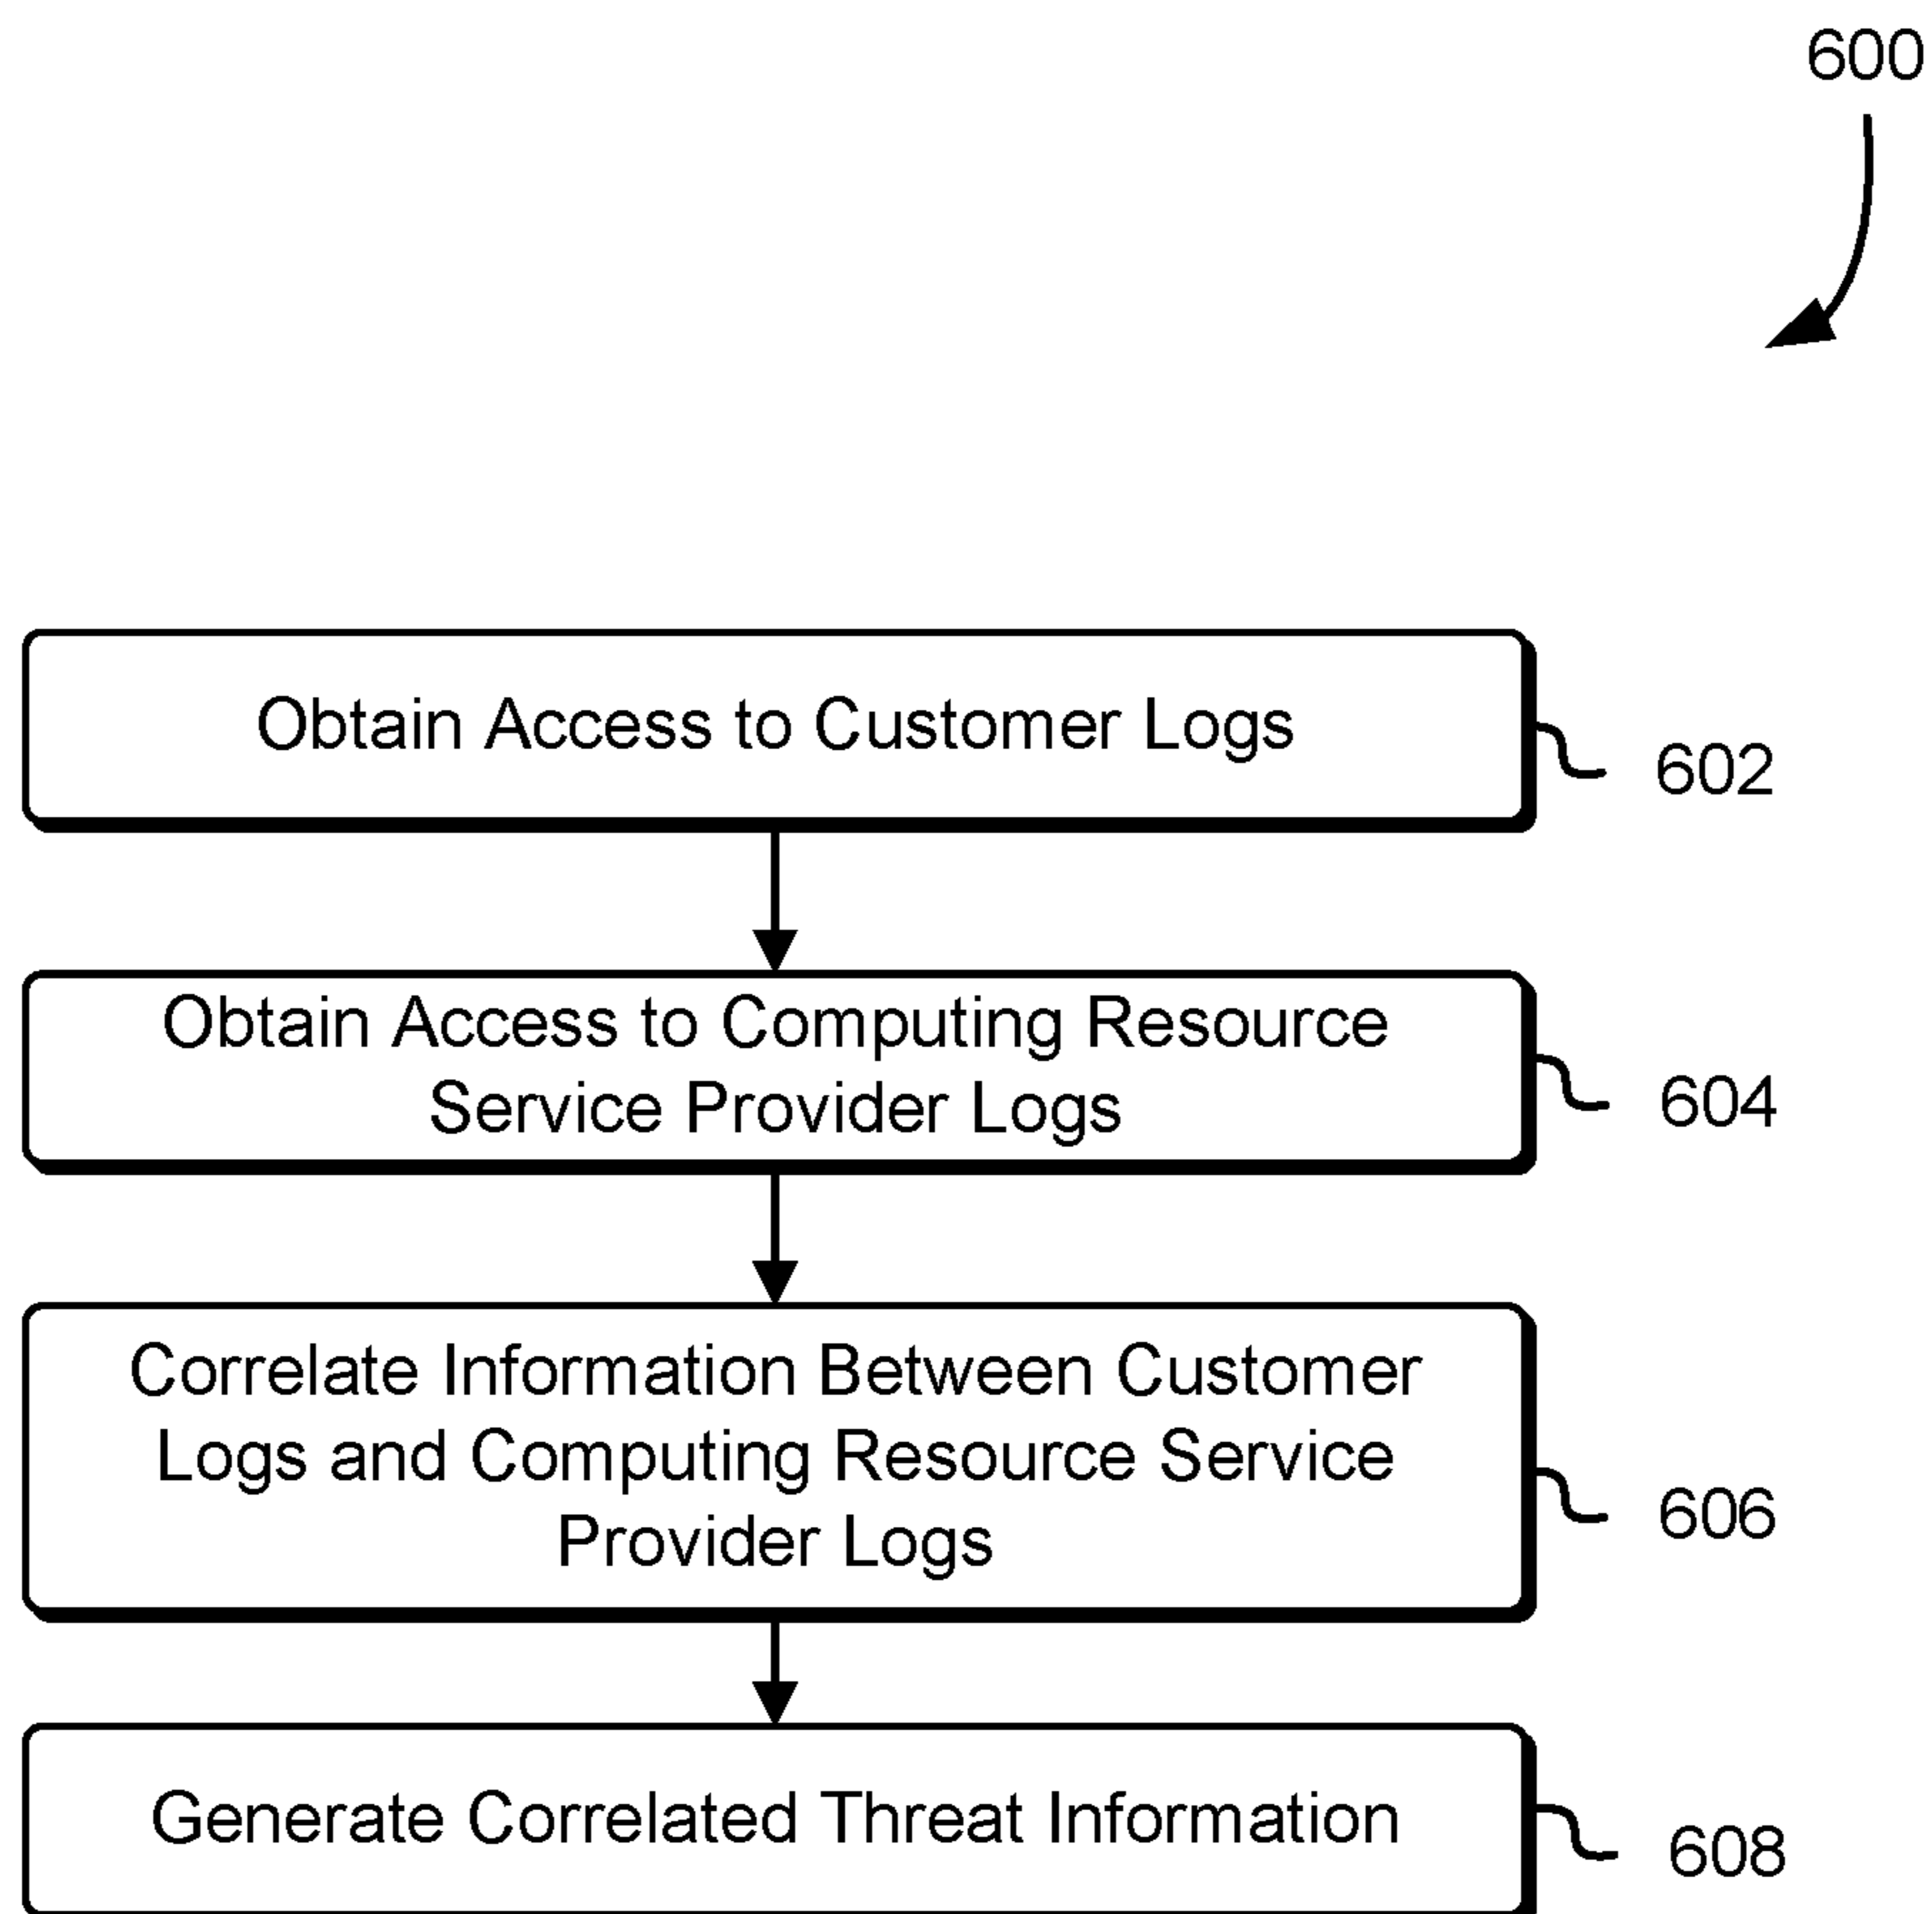 600
Obtain Access to Customer Logs
602
Obtain Access to Computing Resource
Service Provider Logs
604
Correlate Information Between Customer
Logs and Computing Resource Service
Provider Logs
606
Generate Correlated Threat Information
608